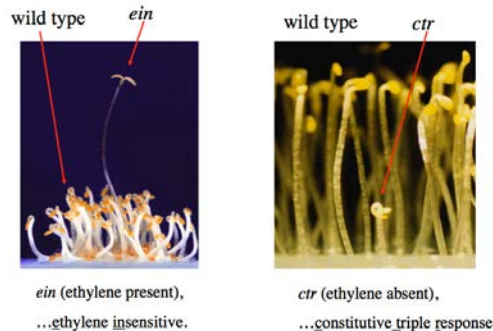 wild type
ein
wild type
ctr
ein (ethylene present),
…ethylene insensitive.
ctr (ethylene absent),
…constitutive triple response